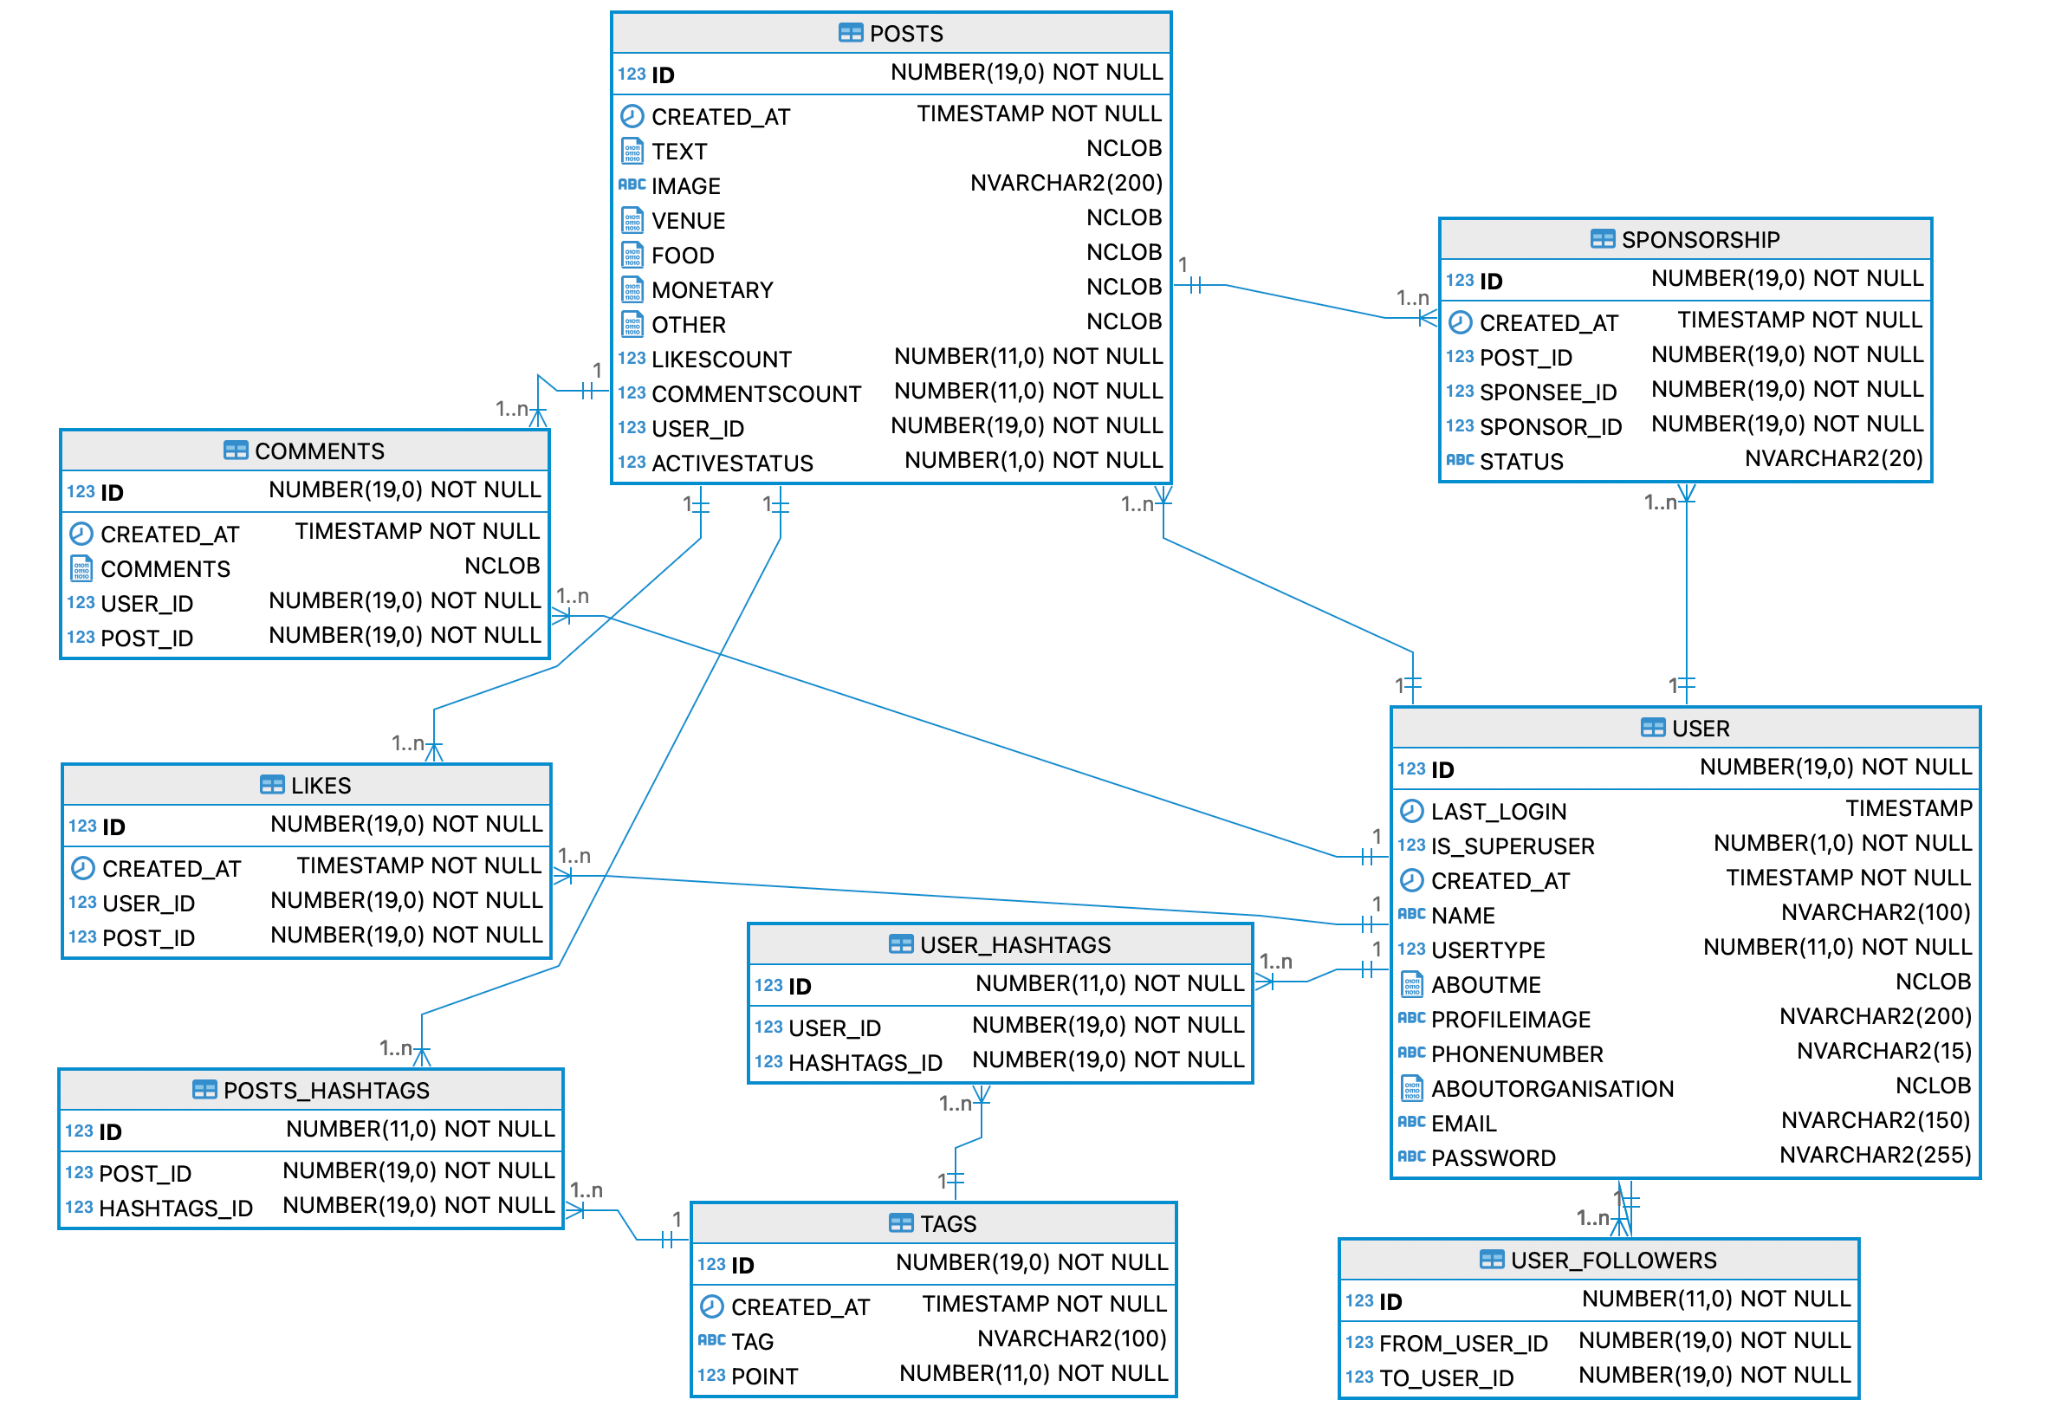 POSTS
123 ID NUMBER(19,0) NOT NULL
CREATED_AT TIMESTAMP NOT NULL
TEXT NCLOB
ABC IMAGE NVARCHAR2(200)
VENUE NCLOB
FOOD NCLOB
MONETARY NCLOB
OTHER NCLOB
123 LIKESCOUNT NUMBER(11,0) NOT NULL
123 COMMENTSCOUNT NUMBER(11,0) NOT NULL
123 USER_ID NUMBER(19,0) NOT NULL
123 ACTIVESTATUS NUMBER(1,0) NOT NULL
1
1..n
SPONSORSHIP
123 ID NUMBER(19,0) NOT NULL
CREATED_AT TIMESTAMP NOT NULL
123 POST_ID NUMBER(19,0) NOT NULL
123 SPONSEE_ID NUMBER(19,0) NOT NULL
123 SPONSOR_ID NUMBER(19,0) NOT NULL
ABC STATUS NVARCHAR2(20)
1
1..n
COMMENTS
123 ID NUMBER(19,0) NOT NULL
CREATED_AT TIMESTAMP NOT NULL
COMMENTS NCLOB
123 USER_ID NUMBER(19,0) NOT NULL
123 POST_ID NUMBER(19,0) NOT NULL
1
1
1..n
1..n
1..n
1
1
1..n
LIKES
123 ID NUMBER(19,0) NOT NULL
CREATED_AT TIMESTAMP NOT NULL
123 USER_ID NUMBER(19,0) NOT NULL
123 POST_ID NUMBER(19,0) NOT NULL
USER
123 ID NUMBER(19,0) NOT NULL
LAST_LOGIN TIMESTAMP
123 IS_SUPERUSER NUMBER(1,0) NOT NULL
CREATED_AT TIMESTAMP NOT NULL
ABC NAME NVARCHAR2(100)
123 USERTYPE NUMBER(11,0) NOT NULL
ABOUTME NCLOB
ABC PROFILEIMAGE NVARCHAR2(200)
ABC PHONENUMBER NVARCHAR2(15)
ABOUTORGANISATION NCLOB
ABC EMAIL NVARCHAR2(150)
ABC PASSWORD NVARCHAR2(255)
1
1..n
1
1
1..n
USER_HASHTAGS
123 ID NUMBER(11,0) NOT NULL
123 USER_ID NUMBER(19,0) NOT NULL
123 HASHTAGS_ID NUMBER(19,0) NOT NULL
1..n
1..n
1
POSTS_HASHTAGS
123 ID NUMBER(11,0) NOT NULL
123 POST_ID NUMBER(19,0) NOT NULL
123 HASHTAGS_ID NUMBER(19,0) NOT NULL
1..n
1
TAGS
123 ID NUMBER(19,0) NOT NULL
CREATED_AT TIMESTAMP NOT NULL
ABC TAG NVARCHAR2(100)
123 POINT NUMBER(11,0) NOT NULL
1
1..n
USER_FOLLOWERS
123 ID NUMBER(11,0) NOT NULL
123 FROM_USER_ID NUMBER(19,0) NOT NULL
123 TO_USER_ID NUMBER(19,0) NOT NULL